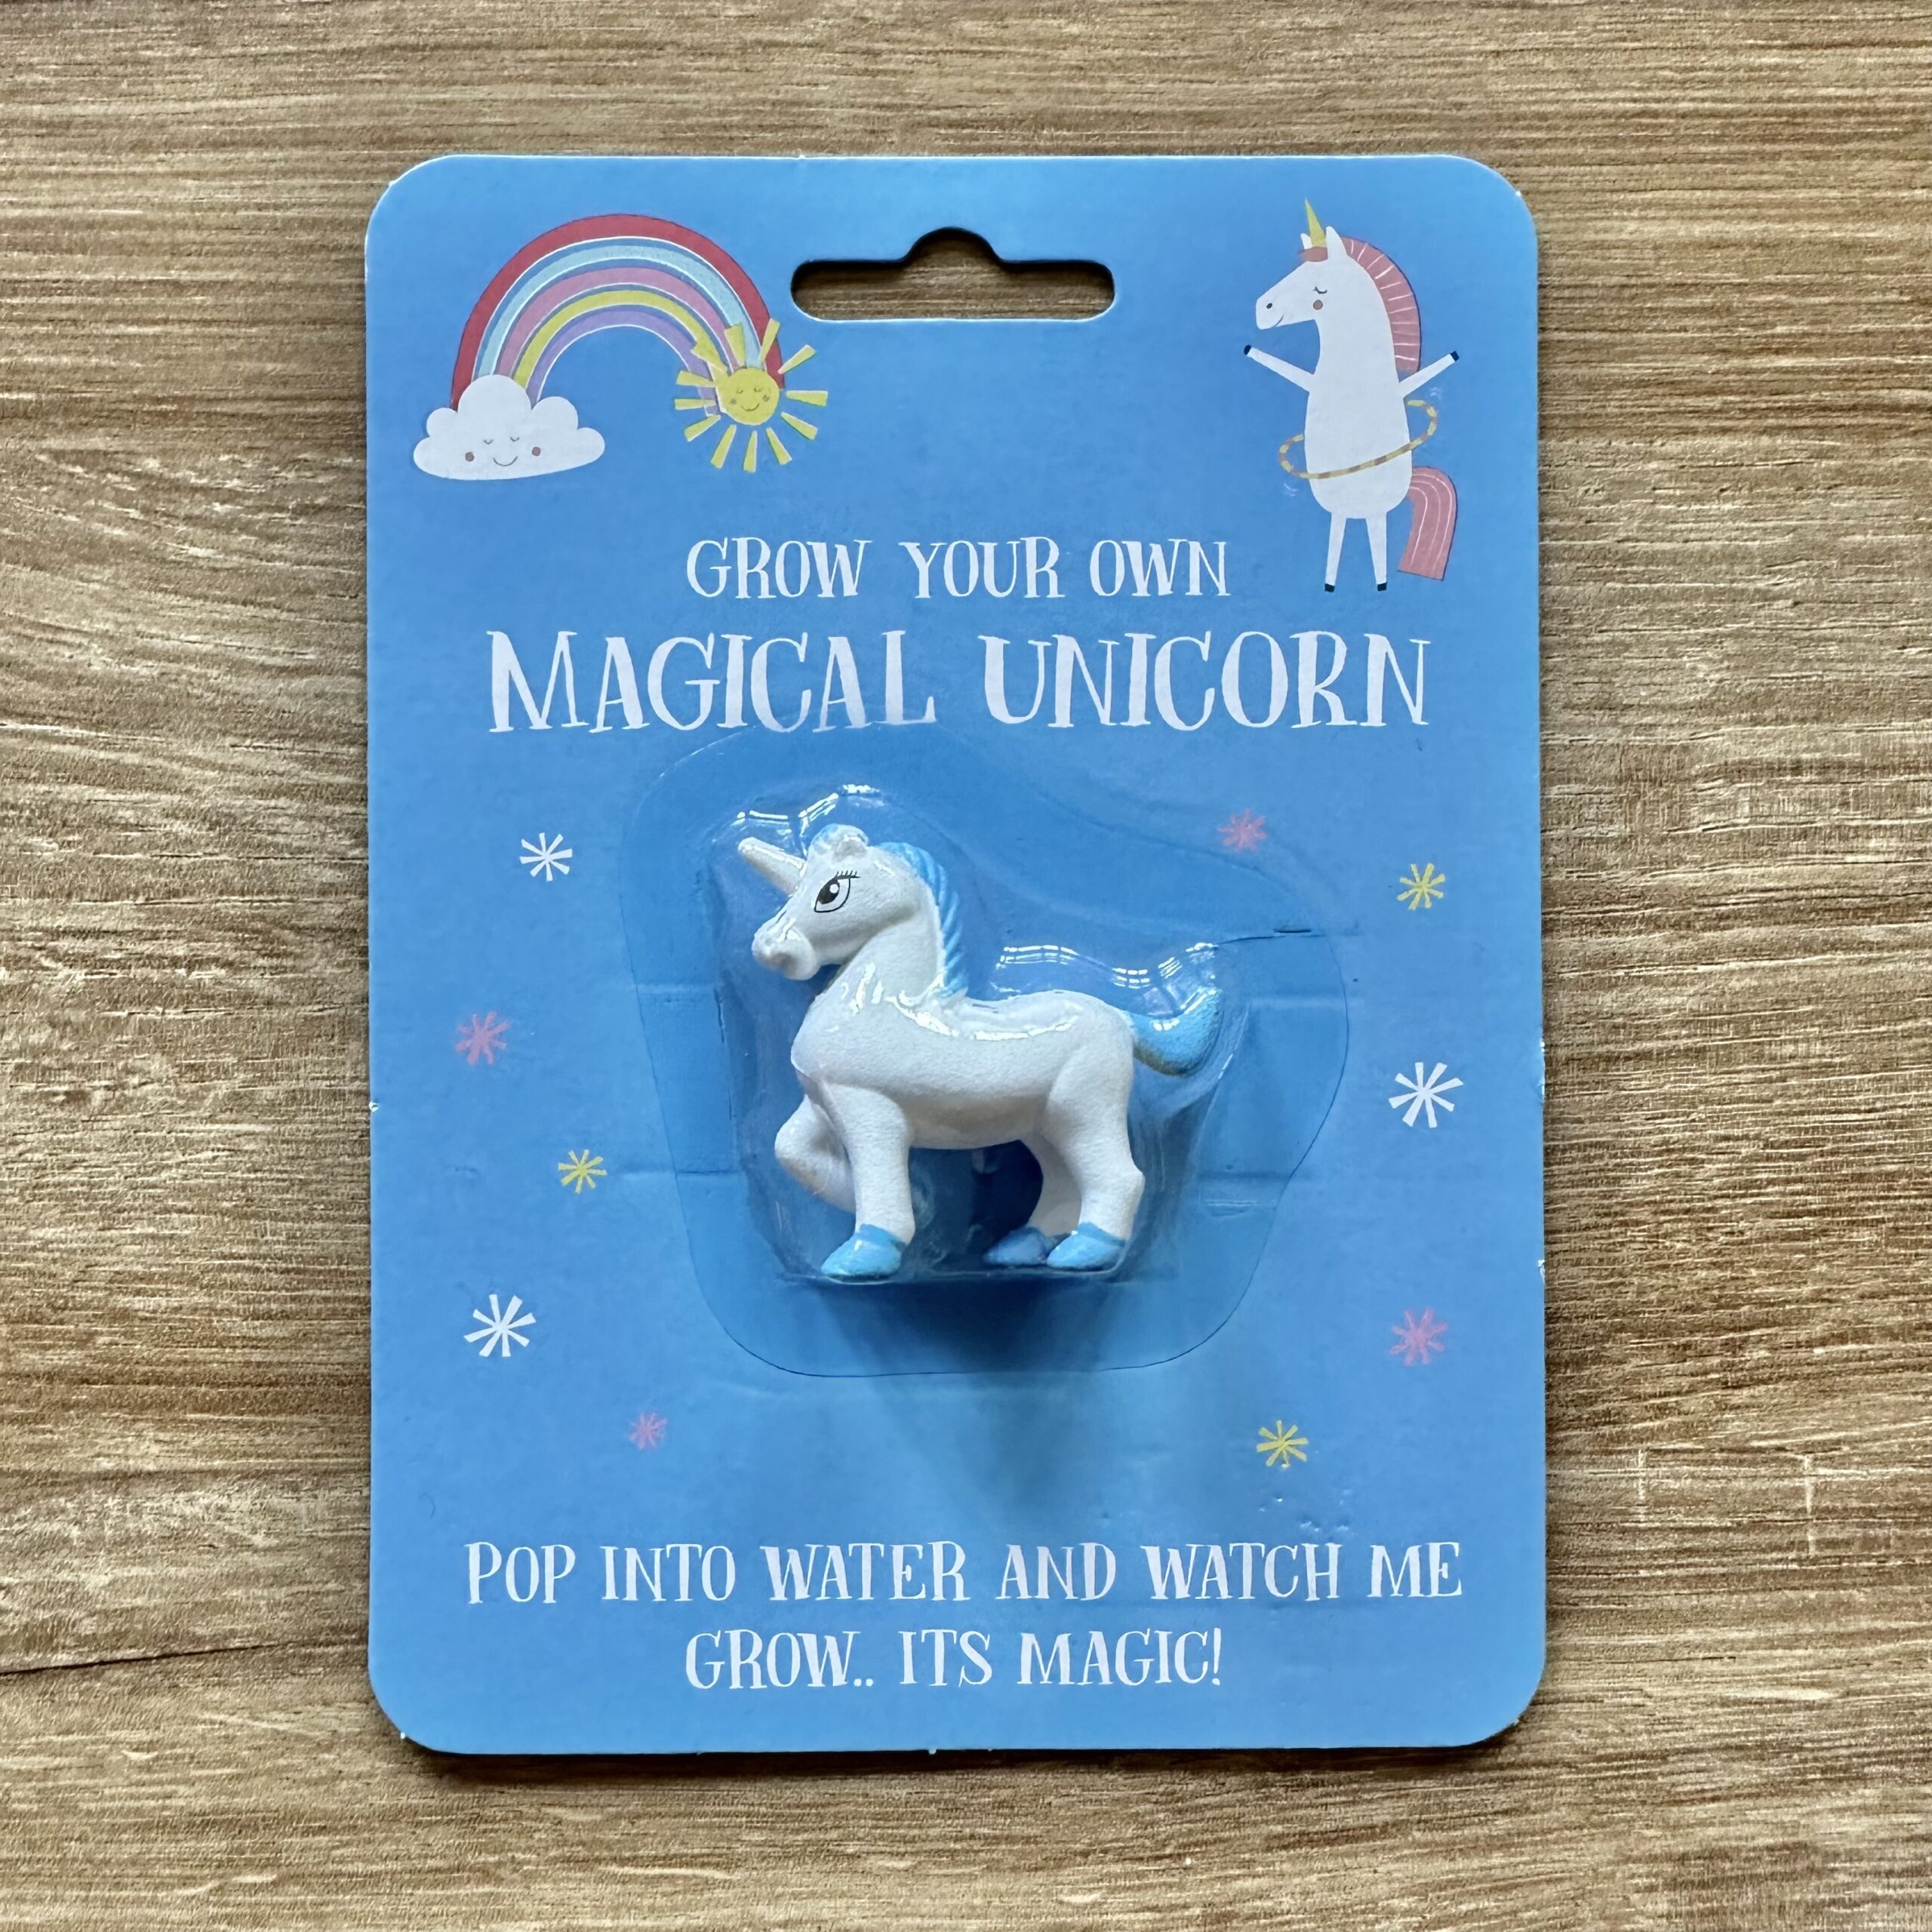 GROW YOUR OWN
MAGICAL UNICORN
POP INTO WATER AND WATCH ME
GROW.. ITS MAGIC!